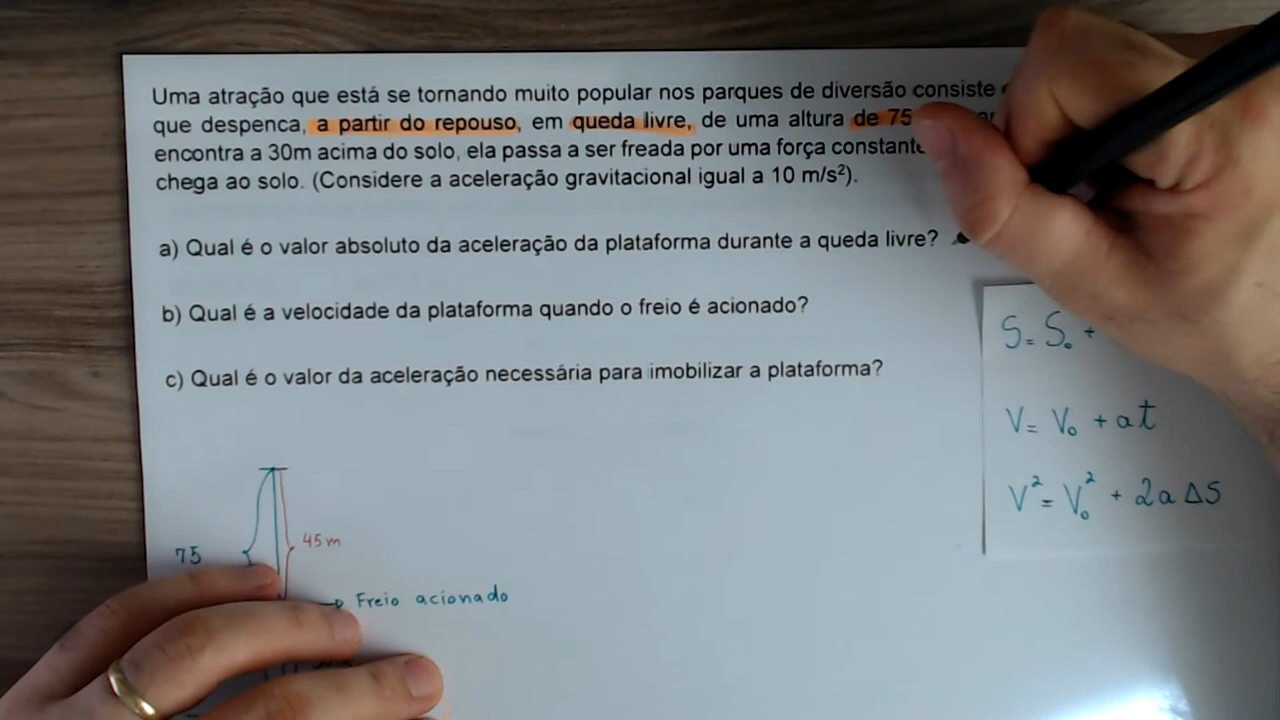 Uma atração que está se tornando muito popular nos parques de diversão consiste
que despenca, a partir do repouso, em queda livre, de uma altura de 75
encontra a 30m acima do solo, ela passa a ser freada por uma força constante
chega ao solo. (Considere a aceleração gravitacional igual a 10 m/s²).
a) Qual é o valor absoluto da aceleração da plataforma durante a queda livre?
b) Qual é a velocidade da plataforma quando o freio é acionado?
c) Qual é o valor da aceleração necessária para imobilizar a plataforma?
S = S₀ +
V = V₀ + at
V² = V₀² + 2a ΔS
45m
75
Freio acionado